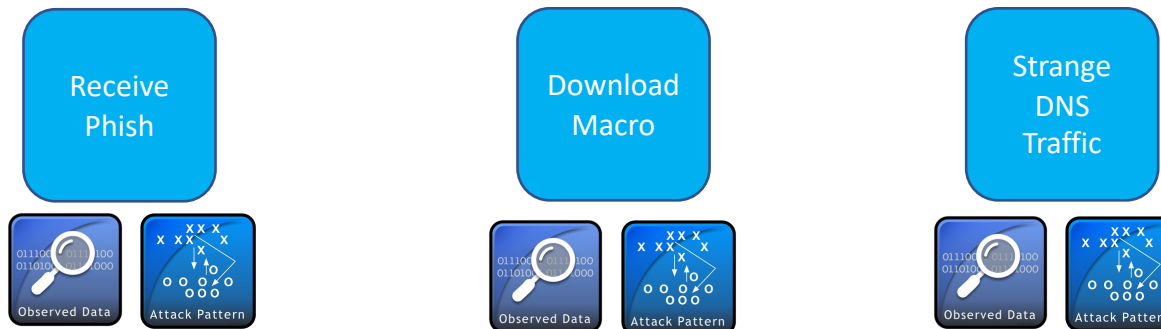 Receive
Phish
Download
Macro
Strange
DNS
Traffic
Observed Data
Attack Pattern
Observed Data
Attack Pattern
Observed Data